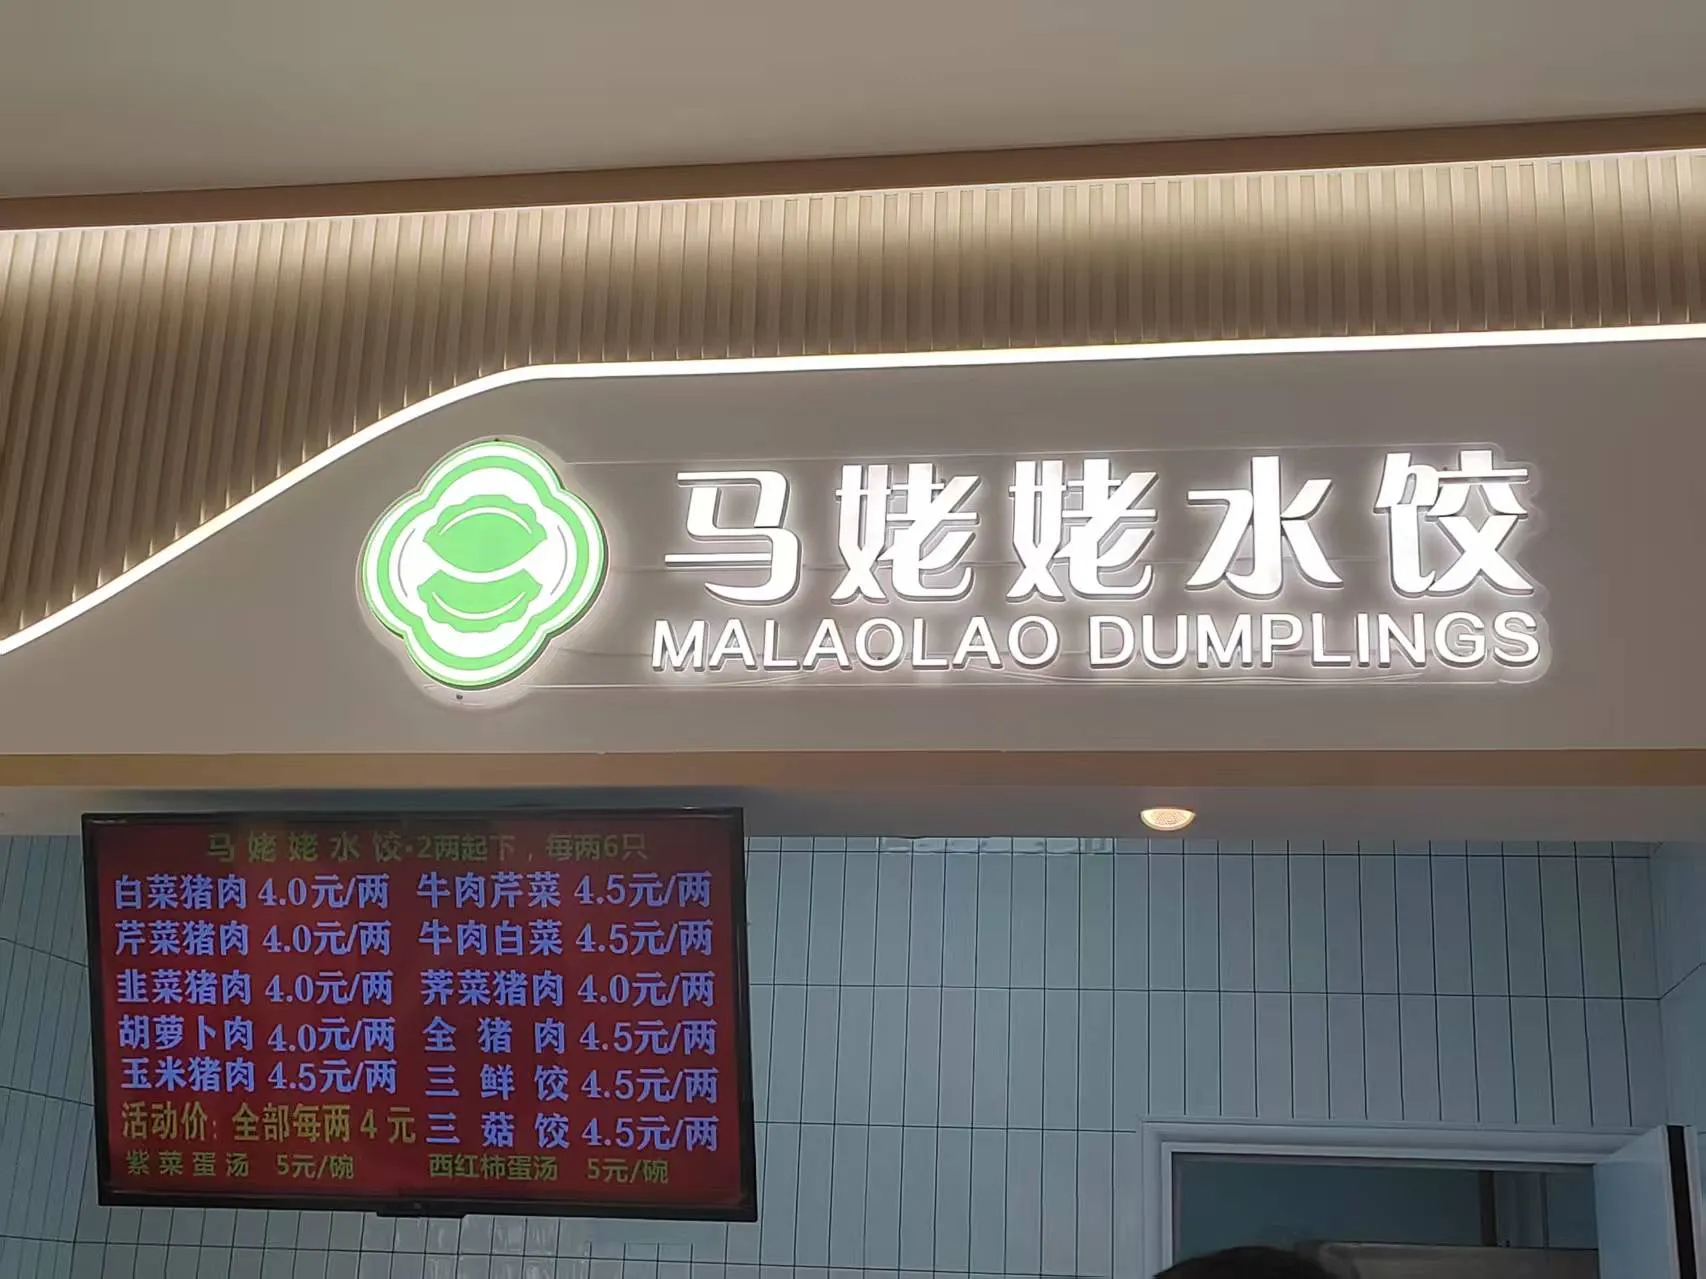 马姥姥水饺
MALAOLAO DUMPLINGS
马姥姥水饺·2两起下，每两6只
白菜猪肉 4.0元/两
芹菜猪肉 4.0元/两
韭菜猪肉 4.0元/两
胡萝卜肉 4.0元/两
玉米猪肉 4.5元/两
活动价: 全部每两4元
紫菜蛋汤 5元/碗
牛肉芹菜 4.5元/两
牛肉白菜 4.5元/两
荠菜猪肉 4.0元/两
全猪肉 4.5元/两
三鲜饺 4.5元/两
三菇饺 4.5元/两
西红柿蛋汤 5元/碗